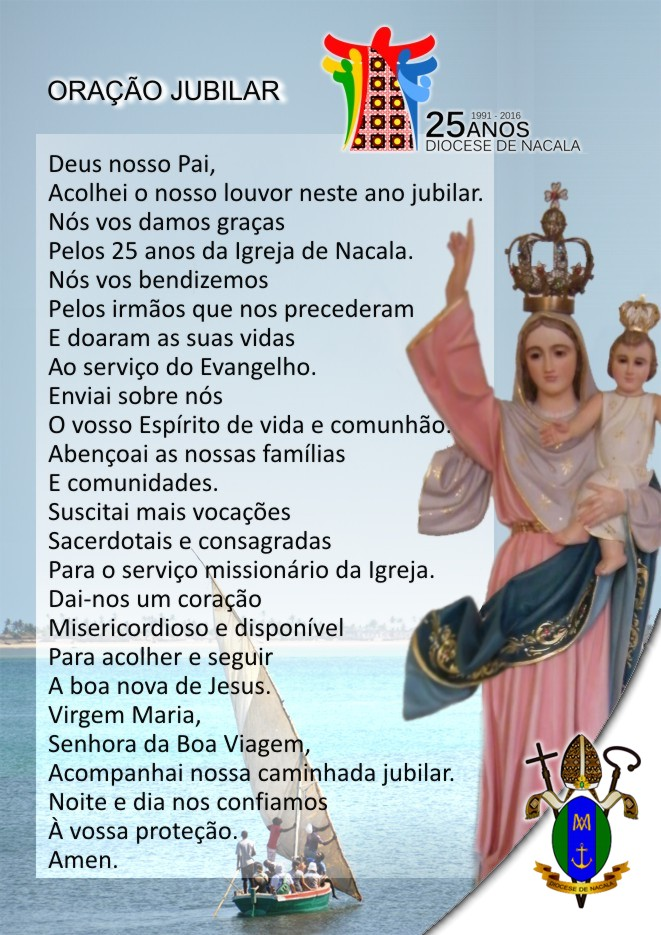 ORAÇÃO JUBILAR
1991 - 2016
25 ANOS
DIOCESE DE NACALA
Deus nosso Pai,
Acolhei o nosso louvor neste ano jubilar.
Nós vos damos graças
Pelos 25 anos da Igreja de Nacala.
Nós vos bendizemos
Pelos irmãos que nos precederam
E doaram as suas vidas
Ao serviço do Evangelho.
Enviai sobre nós
O vosso Espírito de vida e comunhão.
Abençoai as nossas famílias
E comunidades.
Suscitai mais vocações
Sacerdotais e consagradas
Para o serviço missionário da Igreja.
Dai-nos um coração
Misericordioso e disponível
Para acolher e seguir
A boa nova de Jesus.
Virgem Maria,
Senhora da Boa Viagem,
Acompanhai nossa caminhada jubilar.
Noite e dia nos confiamos
À vossa proteção.
Amen.
DIOCESE DE NACALA